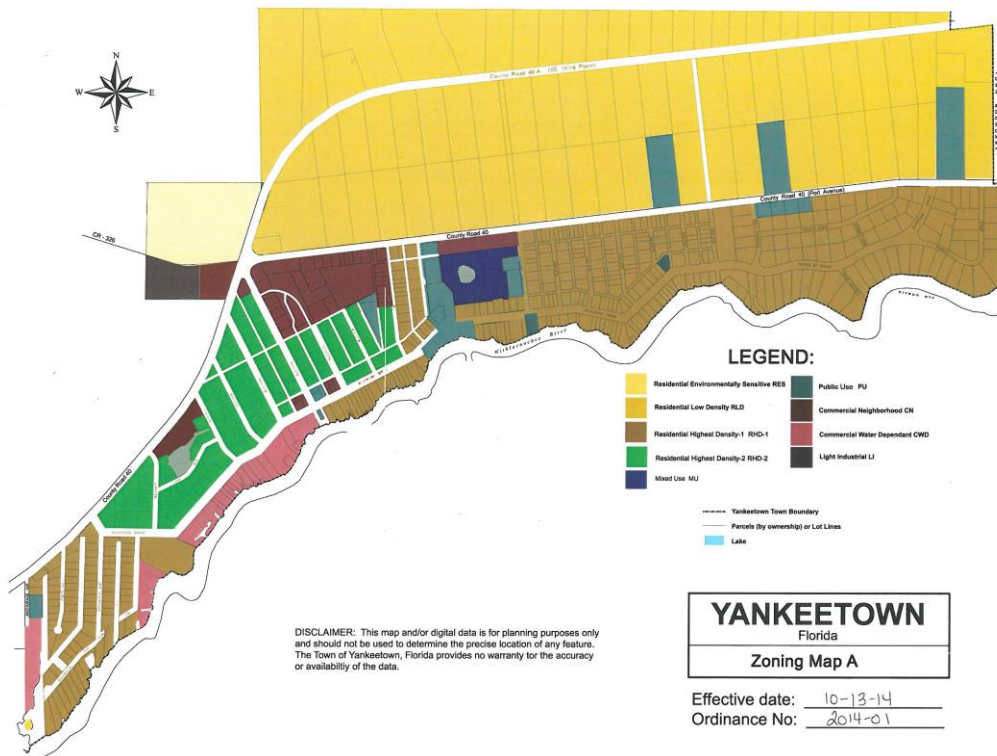 N
W E
S
County Road 40 A
County Road 40 (Port Avenue)
CR - 326
County Road 40
Withlacoochee River
County Road 40
LEGEND:
Residential Environmentally Sensitive RES
Residential Low Density RLD
Residential Highest Density-1 RHD-1
Residential Highest Density-2 RHD-2
Mixed Use MU
Public Use PU
Commercial Neighborhood CN
Commercial Water Dependant CWD
Light Industrial LI
Yankeetown Town Boundary
Parcels (by ownership) or Lot Lines
Lake
DISCLAIMER: This map and/or digital data is for planning purposes only
and should not be used to determine the precise location of any feature.
The Town of Yankeetown, Florida provides no warranty tor the accuracy
or availabiltiy of the data.
YANKEETOWN
Florida
Zoning Map A
Effective date: 10-13-14
Ordinance No: 2014-01